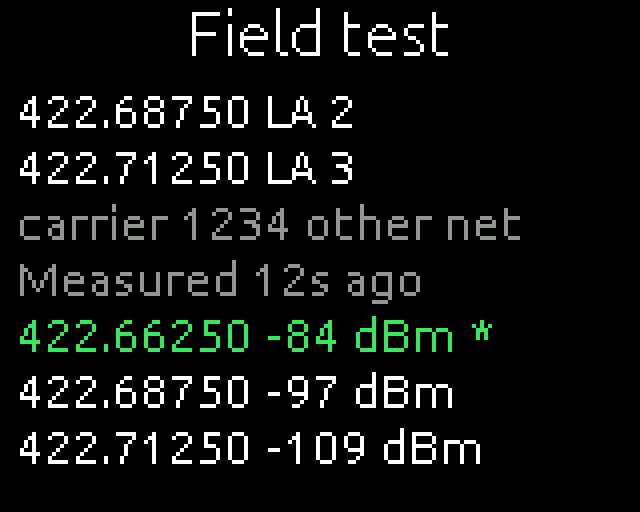 Field test
422.68750 LA 2
422.71250 LA 3
carrier 1234 other net
Measured 12s ago
422.66250 -84 dBm *
422.68750 -97 dBm
422.71250 -109 dBm